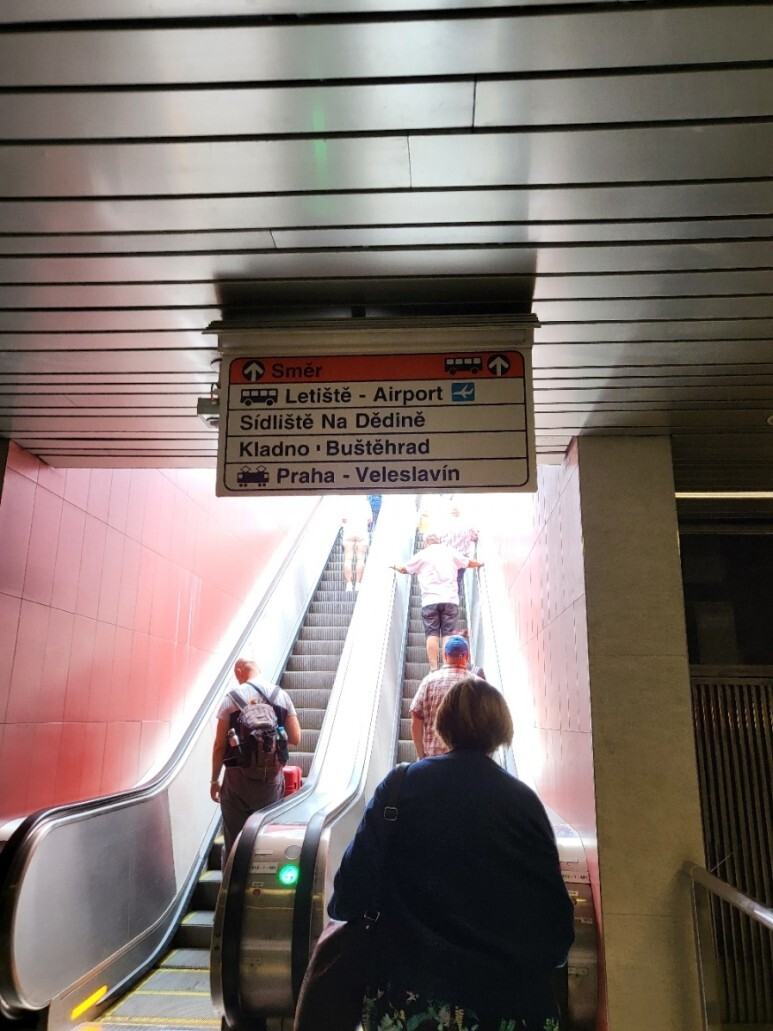 Směr
Letiště - Airport
Sídliště Na Dědině
Kladno · Buštěhrad
Praha - Veleslavín